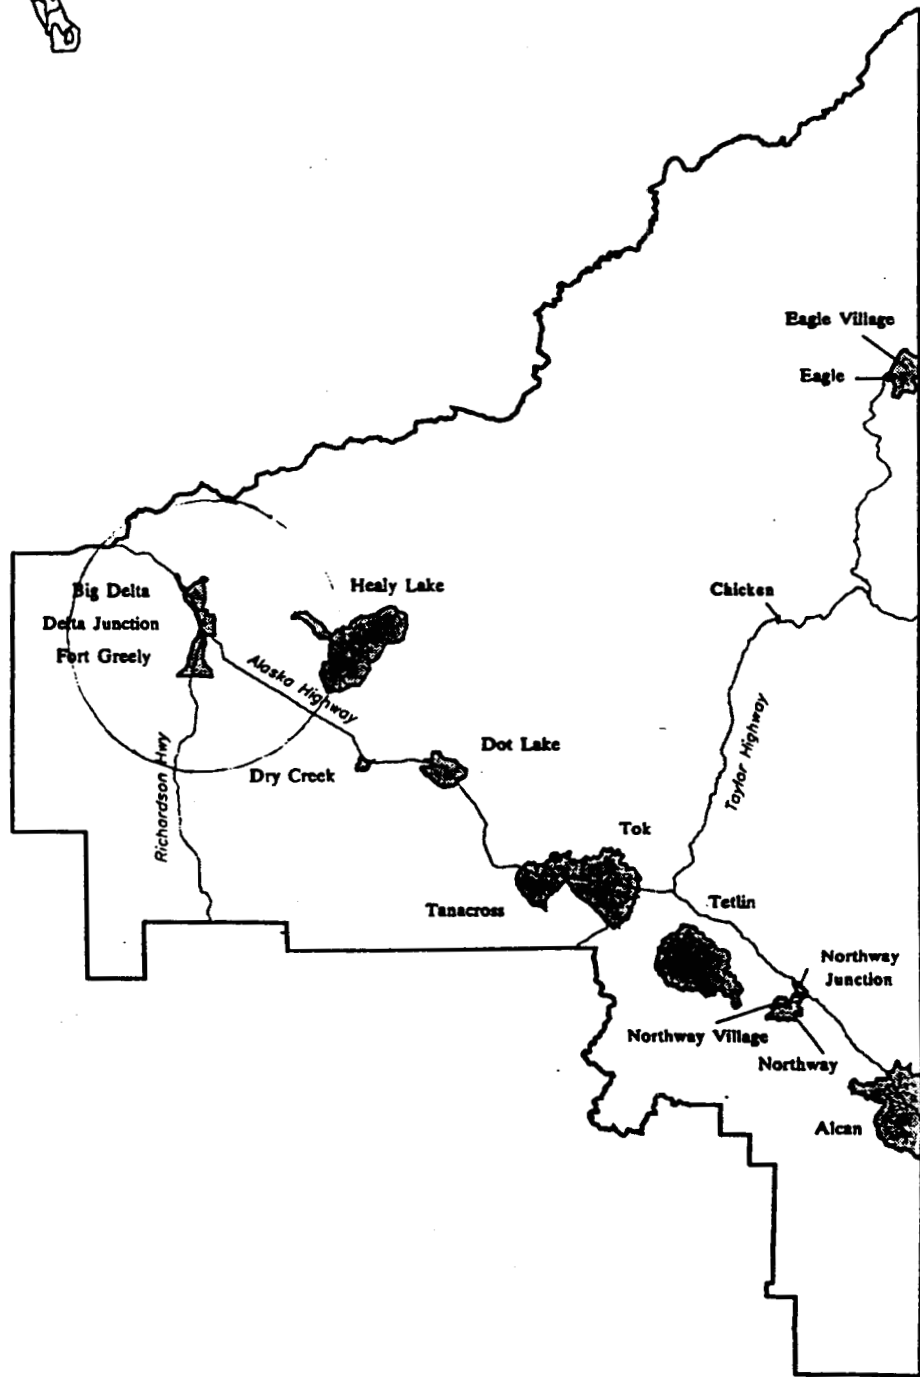 Eagle Village
Eagle
Big Delta
Healy Lake
Chicken
Delta Junction
Fort Greely
Alaska Highway
Taylor Highway
Dot Lake
Richardson Hwy
Dry Creek
Tok
Tanacross
Tetlin
Northway
Junction
Northway Village
Northway
Alcan